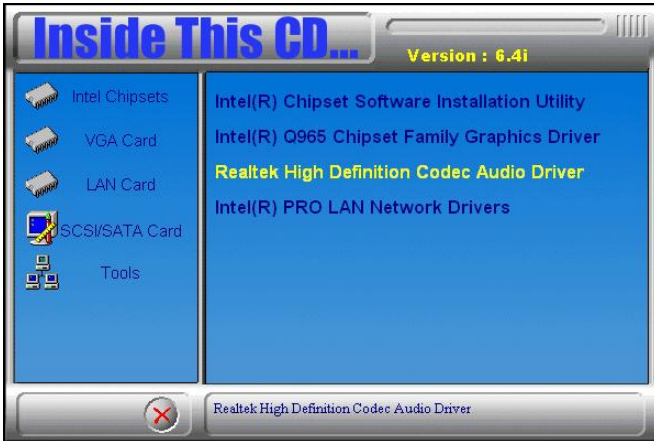 Inside This CD...
Version : 6.4i
Intel Chipsets
VGA Card
LAN Card
SCSI/SATA Card
Tools
Intel(R) Chipset Software Installation Utility
Intel(R) Q965 Chipset Family Graphics Driver
Realtek High Definition Codec Audio Driver
Intel(R) PRO LAN Network Drivers
Realtek High Definition Codec Audio Driver